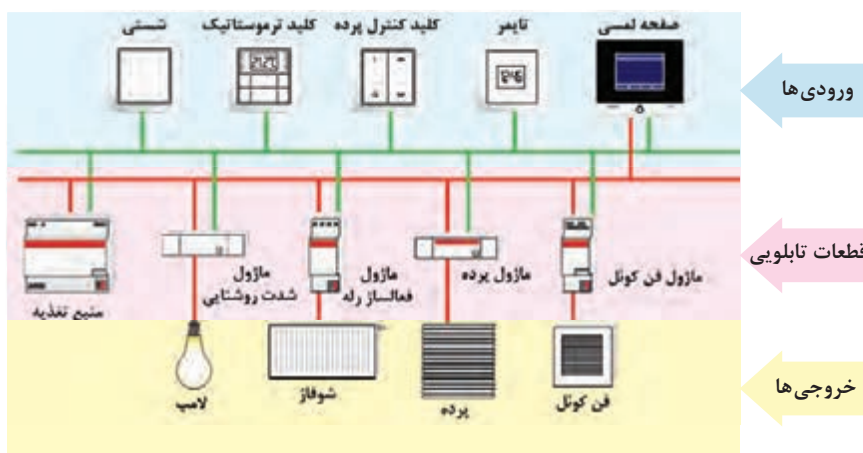 صفحه لمسی
تایمر
کلید کنترل پرده
کلید ترموستاتیک
شستی
ورودی‌ها
قطعات تابلویی
ماژول فن کوئل
ماژول پرده
ماژول
فعالساز رله
ماژول
شدت روشنایی
منبع تغذیه
خروجی‌ها
فن کوئل
پرده
شوفاژ
لامپ